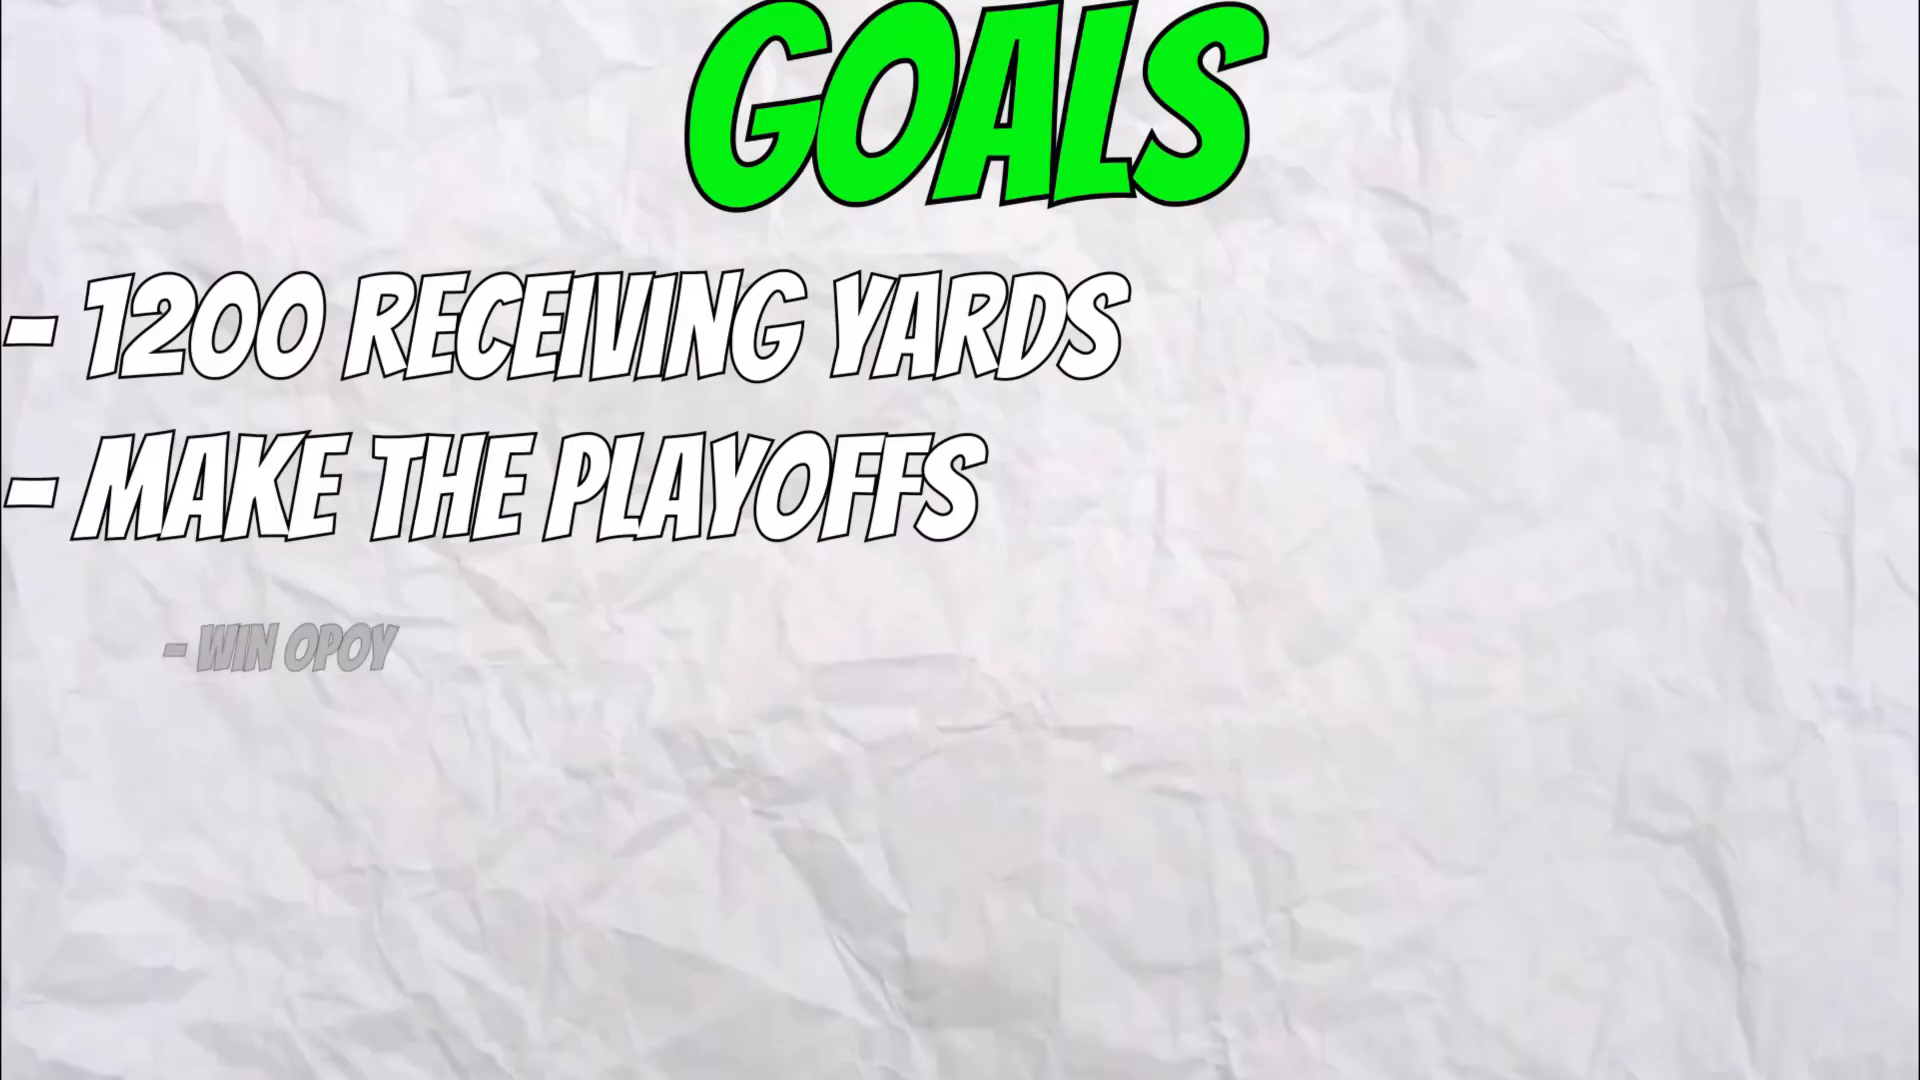 GOALS
- 1200 RECEIVING YARDS
- MAKE THE PLAYOFFS
- WIN OPOY